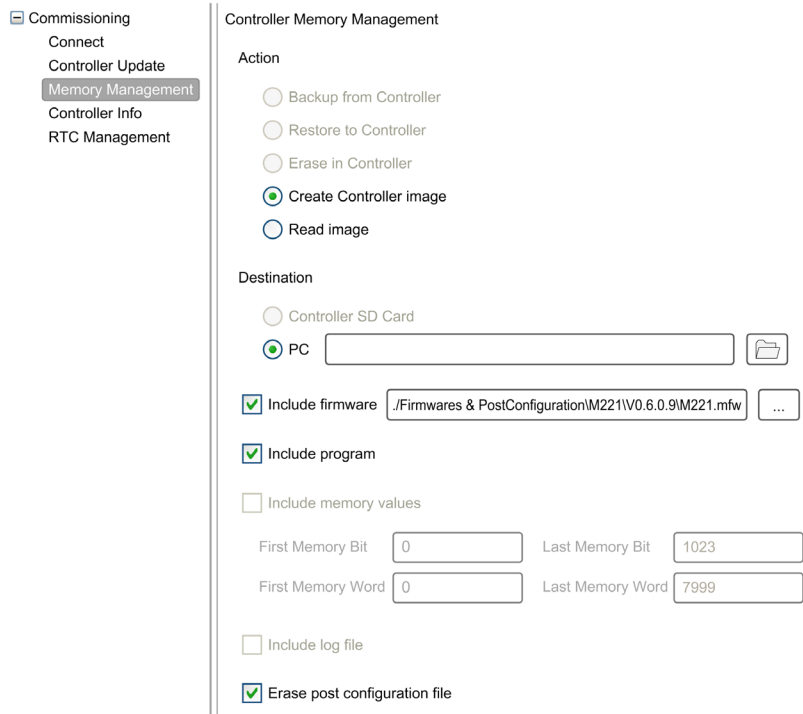 Commissioning
Connect
Controller Update
Memory Management
Controller Info
RTC Management
Controller Memory Management
Action
Backup from Controller
Restore to Controller
Erase in Controller
Create Controller image
Read image
Destination
Controller SD Card
PC
Include firmware ./Firmwares & PostConfiguration\M221\V0.6.0.9\M221.mfw ...
Include program
Include memory values
First Memory Bit 0 Last Memory Bit 1023
First Memory Word 0 Last Memory Word 7999
Include log file
Erase post configuration file